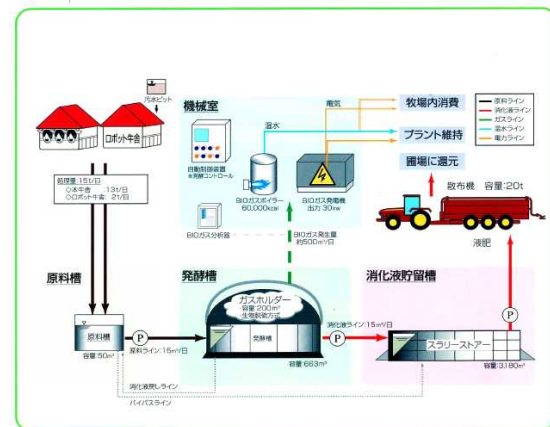 汚水ピット
ロボット牛舎
処理量:15t/日
◇本牛舎 :13t/日
◇ロボット牛舎: 2t/日
機械室
自動制御装置
※発酵コントロール
BIOガス分析器
温水
BIOガスボイラー
60,000kcal
電気
BIOガス発電機
出力 30kw
BIOガス発生量
約500m³/日
牧場内消費
プラント維持
圃場に還元
原料ライン
消化液ライン
ガスライン
温水ライン
電力ライン
散布機 容量:20t
液肥
原料槽
原料槽
容量:50m³
P
原料ライン:15m³/日
発酵槽
ガスホルダー
容量:200m³
生物脱硫方式
発酵槽
容量:663m³
消化液ライン:15m³/日
P
消化液貯留槽
スラリーストアー
容量:3,180m³
P
消化液戻しライン
バイパスライン